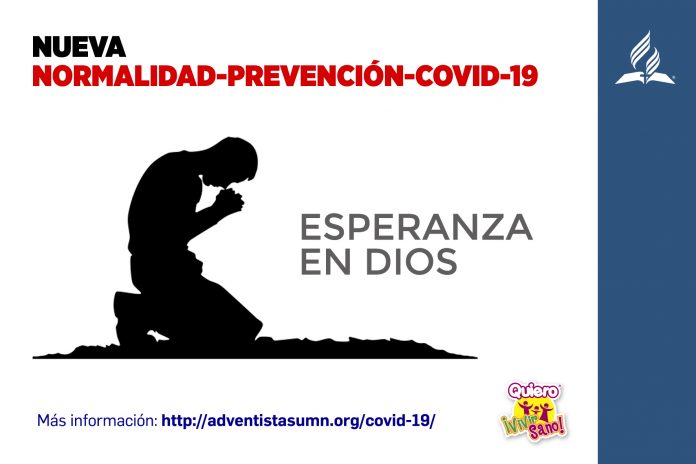 NUEVA
NORMALIDAD-PREVENCIÓN-COVID-19
ESPERANZA
EN DIOS
Más información: http://adventistasumn.org/covid-19/
Quiero
¡Vivir
Sano!